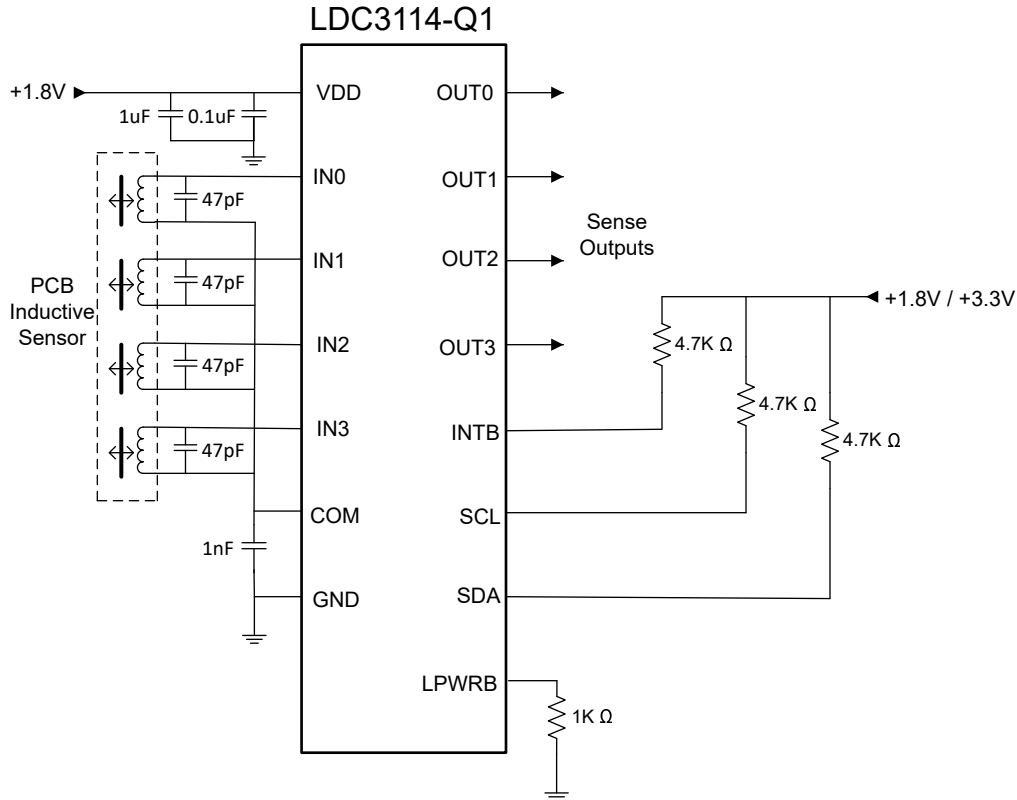 LDC3114-Q1
+1.8V
1uF
0.1uF
VDD
OUT0
IN0
47pF
OUT1
Sense
Outputs
IN1
47pF
OUT2
PCB
Inductive
Sensor
+1.8V / +3.3V
IN2
47pF
OUT3
4.7K Ω
4.7K Ω
IN3
47pF
INTB
4.7K Ω
COM
SCL
1nF
GND
SDA
LPWRB
1K Ω